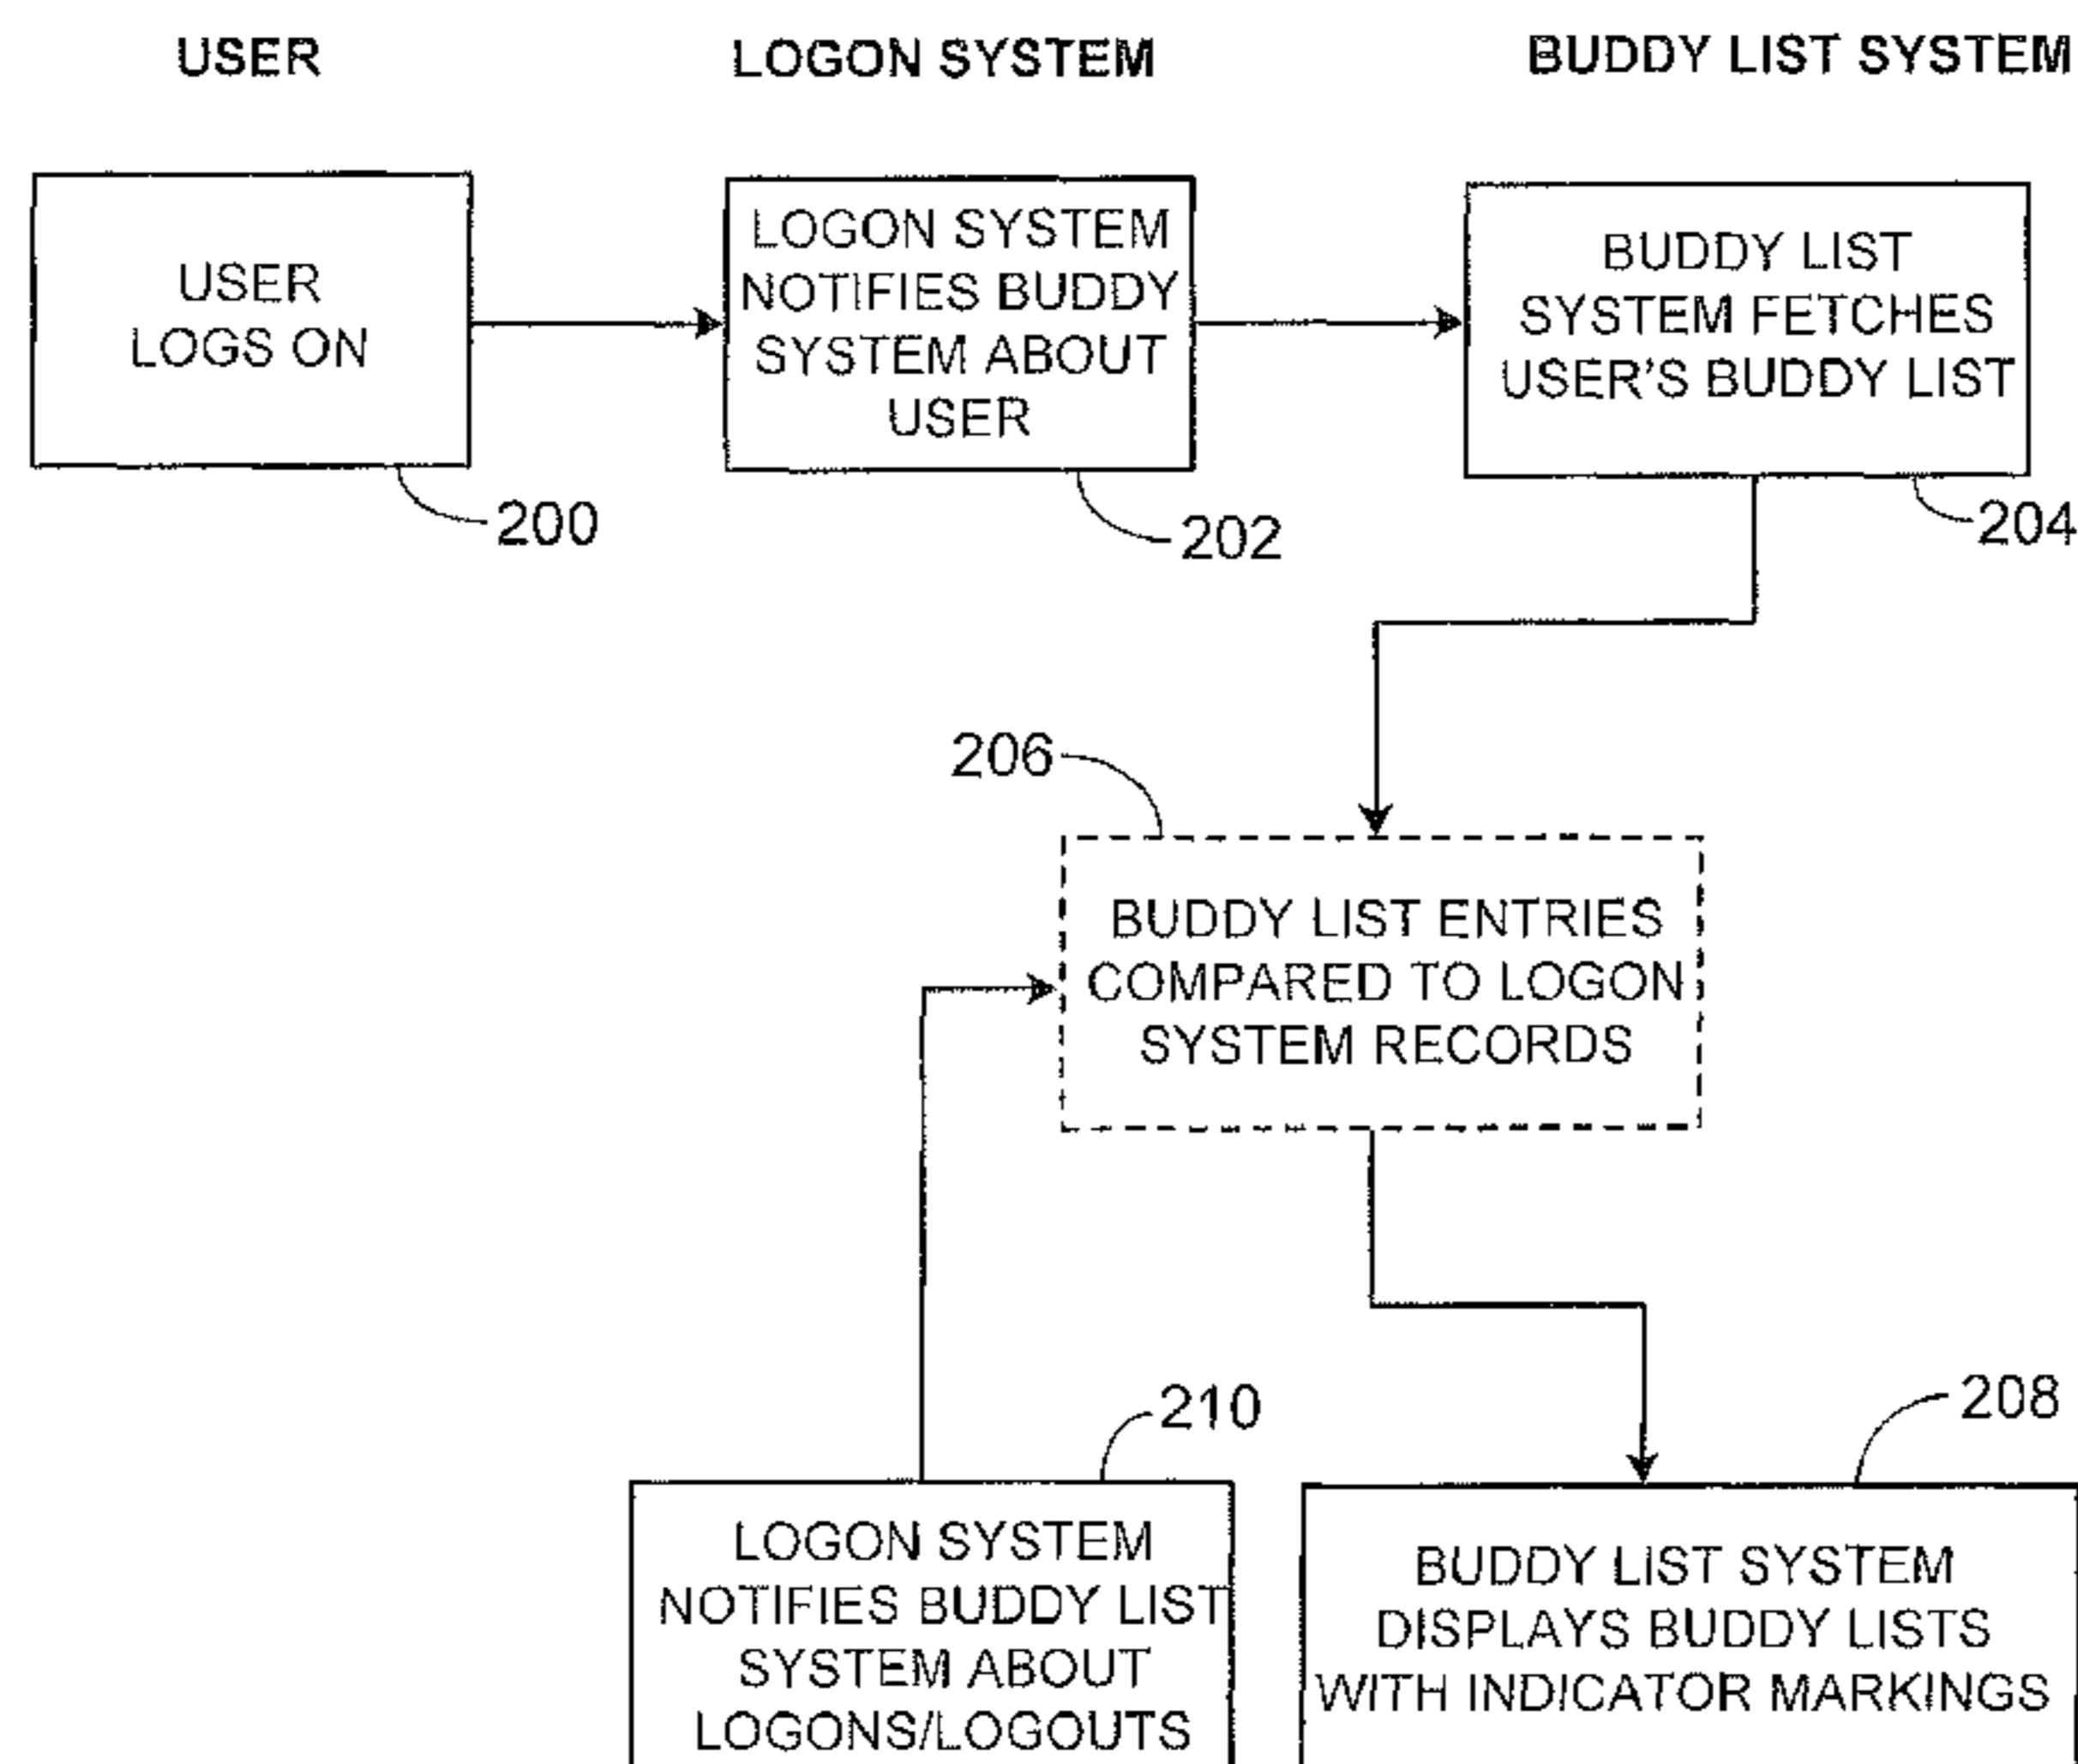 USER
LOGON SYSTEM
BUDDY LIST SYSTEM
USER
LOGS ON
200
LOGON SYSTEM
NOTIFIES BUDDY
SYSTEM ABOUT
USER
202
BUDDY LIST
SYSTEM FETCHES
USER'S BUDDY LIST
204
206
BUDDY LIST ENTRIES
COMPARED TO LOGON
SYSTEM RECORDS
210
LOGON SYSTEM
NOTIFIES BUDDY LIST
SYSTEM ABOUT
LOGONS/LOGOUTS
208
BUDDY LIST SYSTEM
DISPLAYS BUDDY LISTS
WITH INDICATOR MARKINGS